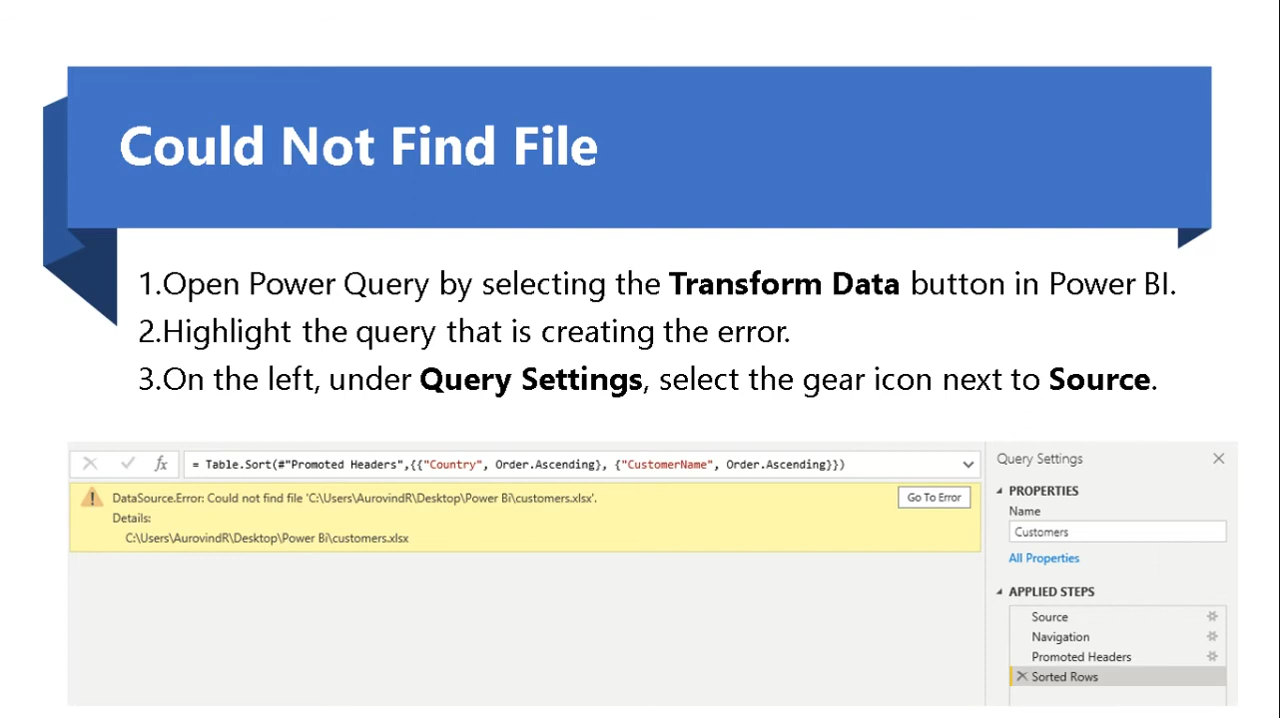 Could Not Find File
1.Open Power Query by selecting the Transform Data button in Power BI.
2.Highlight the query that is creating the error.
3.On the left, under Query Settings, select the gear icon next to Source.
fx
= Table.Sort(#"Promoted Headers",{{"Country", Order.Ascending}, {"CustomerName", Order.Ascending}})
DataSource.Error: Could not find file 'C:\Users\AurovindR\Desktop\Power Bi\customers.xlsx'.
Go To Error
Details:
C:\Users\AurovindR\Desktop\Power Bi\customers.xlsx
Query Settings
PROPERTIES
Name
Customers
All Properties
APPLIED STEPS
Source
Navigation
Promoted Headers
Sorted Rows